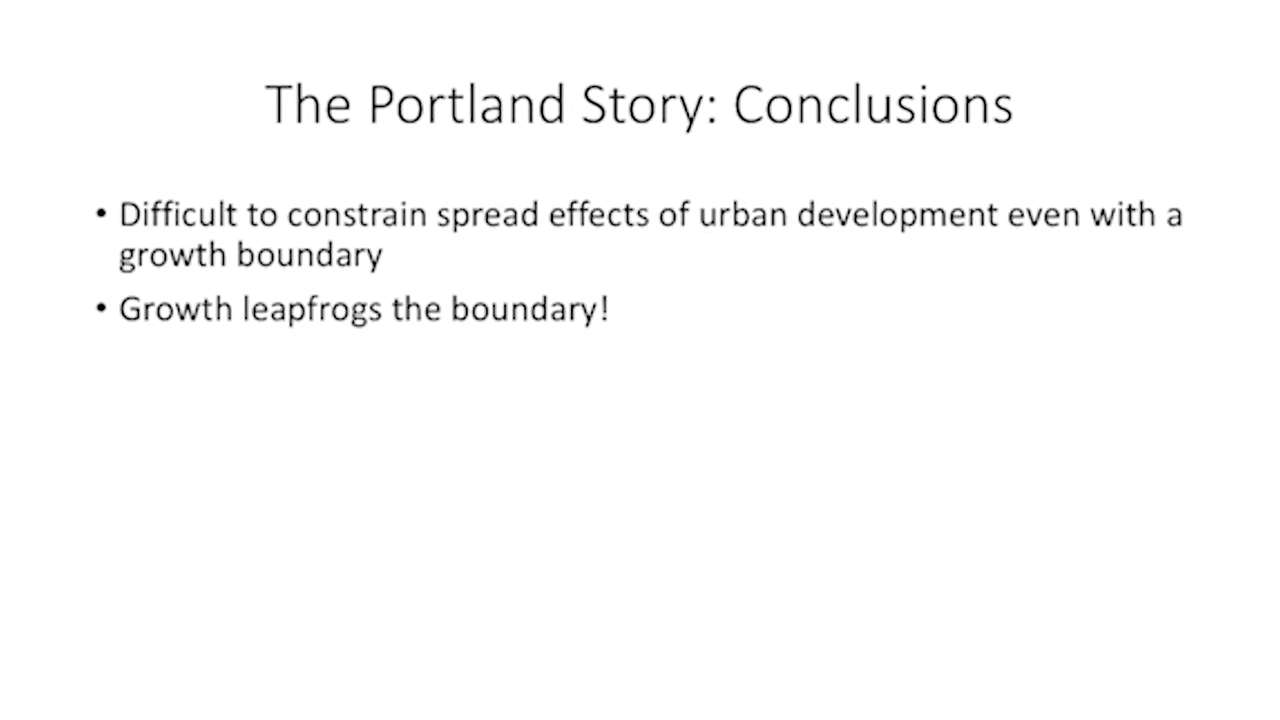 The Portland Story: Conclusions
• Difficult to constrain spread effects of urban development even with a
growth boundary
• Growth leapfrogs the boundary!